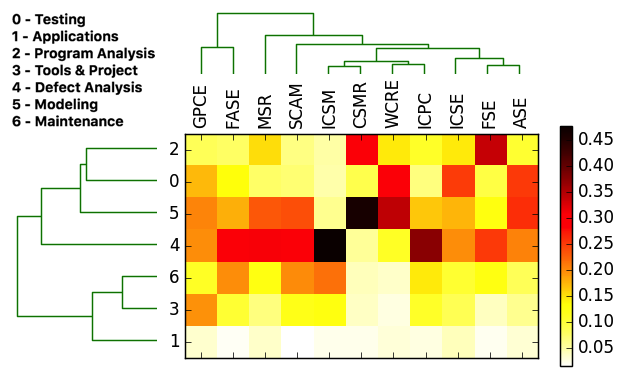 0 - Testing
1 - Applications
2 - Program Analysis
3 - Tools & Project
4 - Defect Analysis
5 - Modeling
6 - Maintenance
GPCE FASE MSR SCAM ICSM CSMR WCRE ICPC ICSE FSE ASE
2
0
5
4
6
3
1
0.45
0.40
0.35
0.30
0.25
0.20
0.15
0.10
0.05